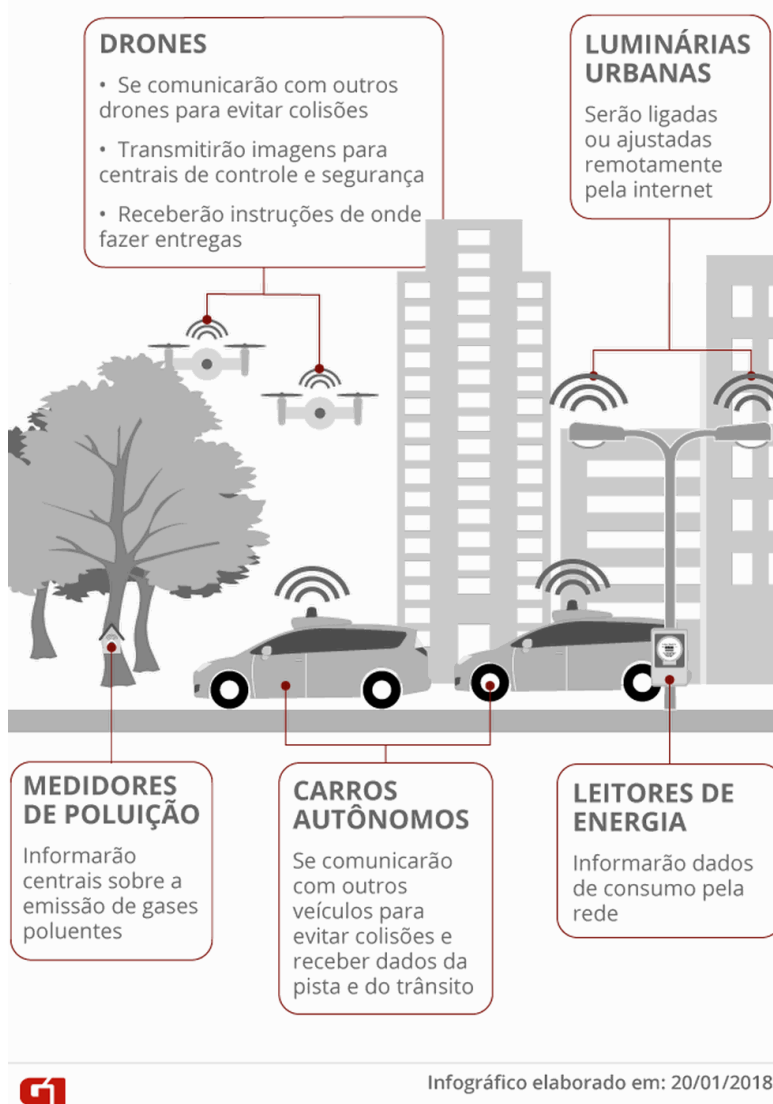 DRONES
• Se comunicarão com outros
drones para evitar colisões
• Transmitirão imagens para
centrais de controle e segurança
• Receberão instruções de onde
fazer entregas
LUMINÁRIAS
URBANAS
Serão ligadas
ou ajustadas
remotamente
pela internet
MEDIDORES
DE POLUIÇÃO
Informarão
centrais sobre a
emissão de gases
poluentes
CARROS
AUTÔNOMOS
Se comunicarão
com outros
veículos para
evitar colisões e
receber dados da
pista e do trânsito
LEITORES DE
ENERGIA
Informarão dados
de consumo pela
rede
G1
Infográfico elaborado em: 20/01/2018